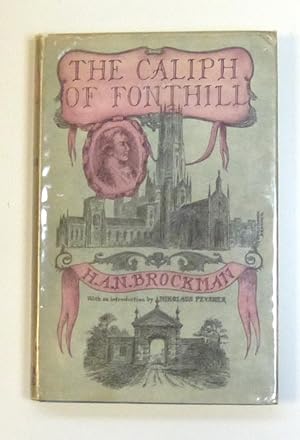 THE CALIPH
OF FONTHILL
H.A.N. BROCKMAN
With an introduction by NIKOLAUS PEVSNER